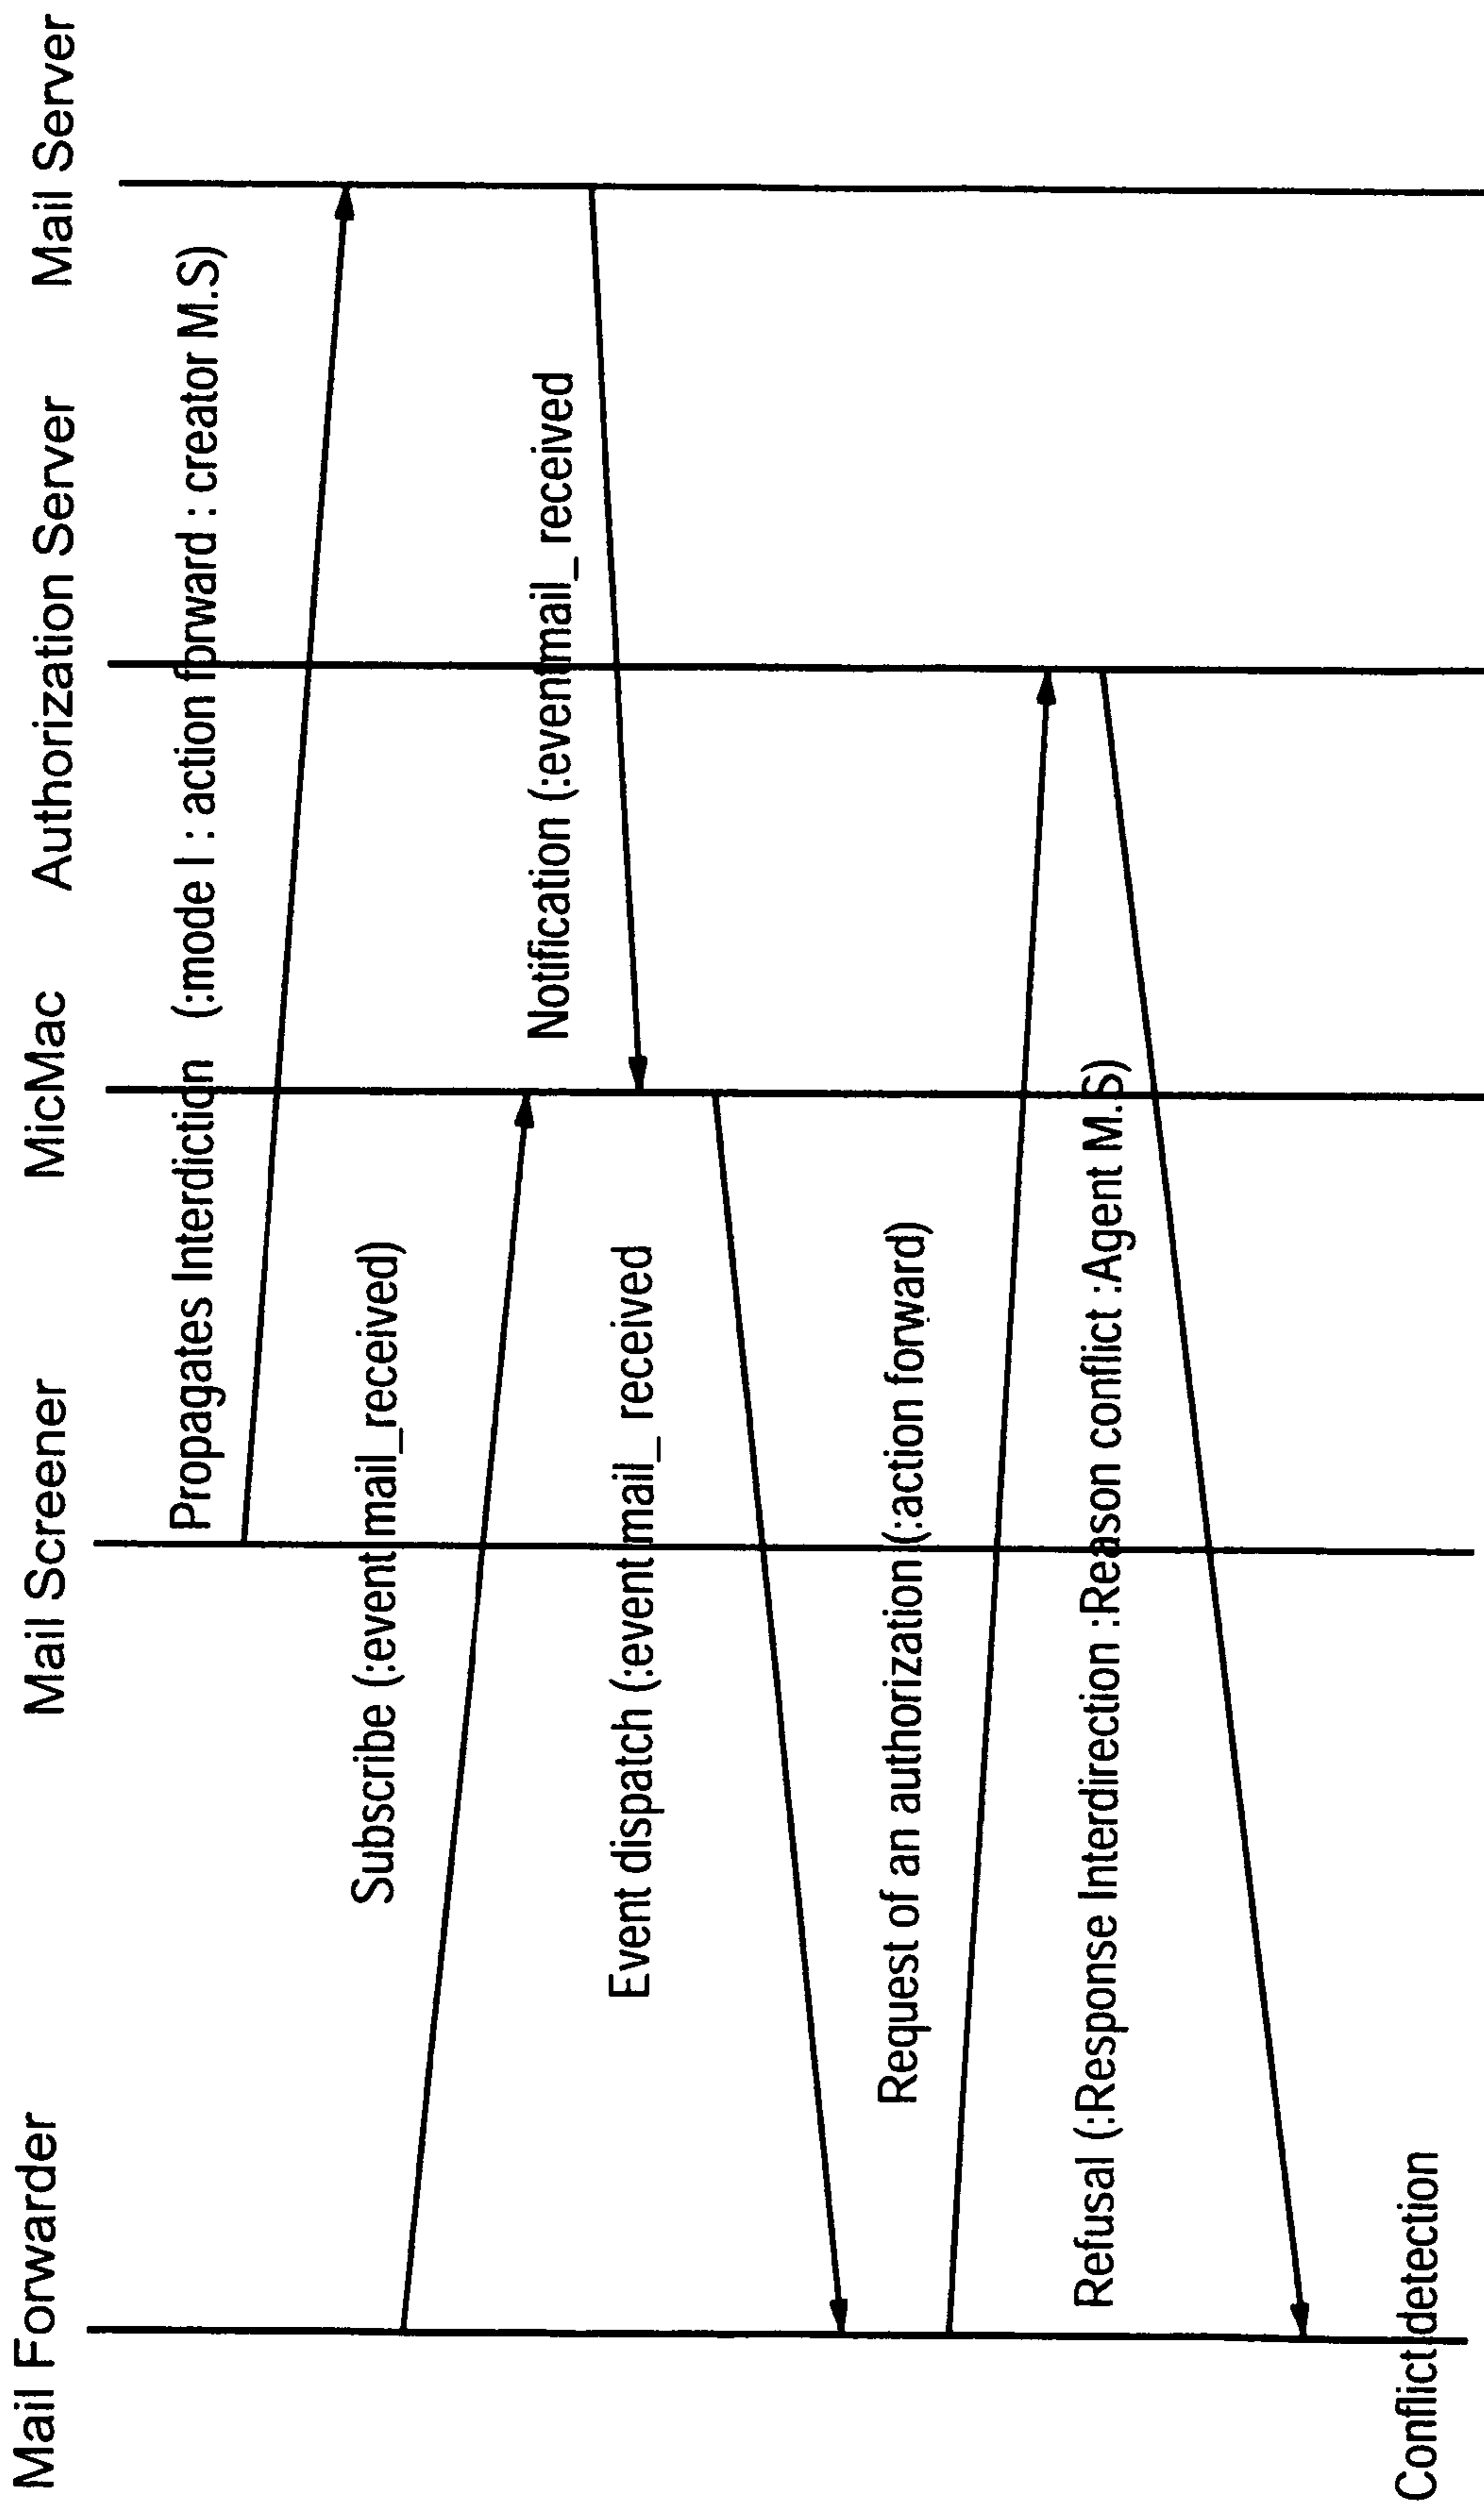 Mail Forwarder Mail Screener MicMac Authorization Server Mail Server
Propagates Interdiction (:mode I : action forward : creator M.S)
Subscribe (:event mail_received)
Notification (:event mail_ received
Event dispatch (:event mail_ received
Request of an authorization (:action forward)
Refusal (:Response Interdirection :Reason conflict :Agent M.S)
Conflict detection